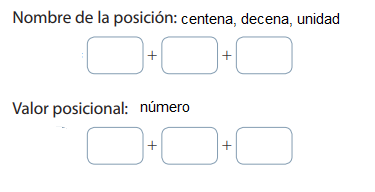 Nombre de la posición: centena, decena, unidad
+ +
Valor posicional: número
+ +